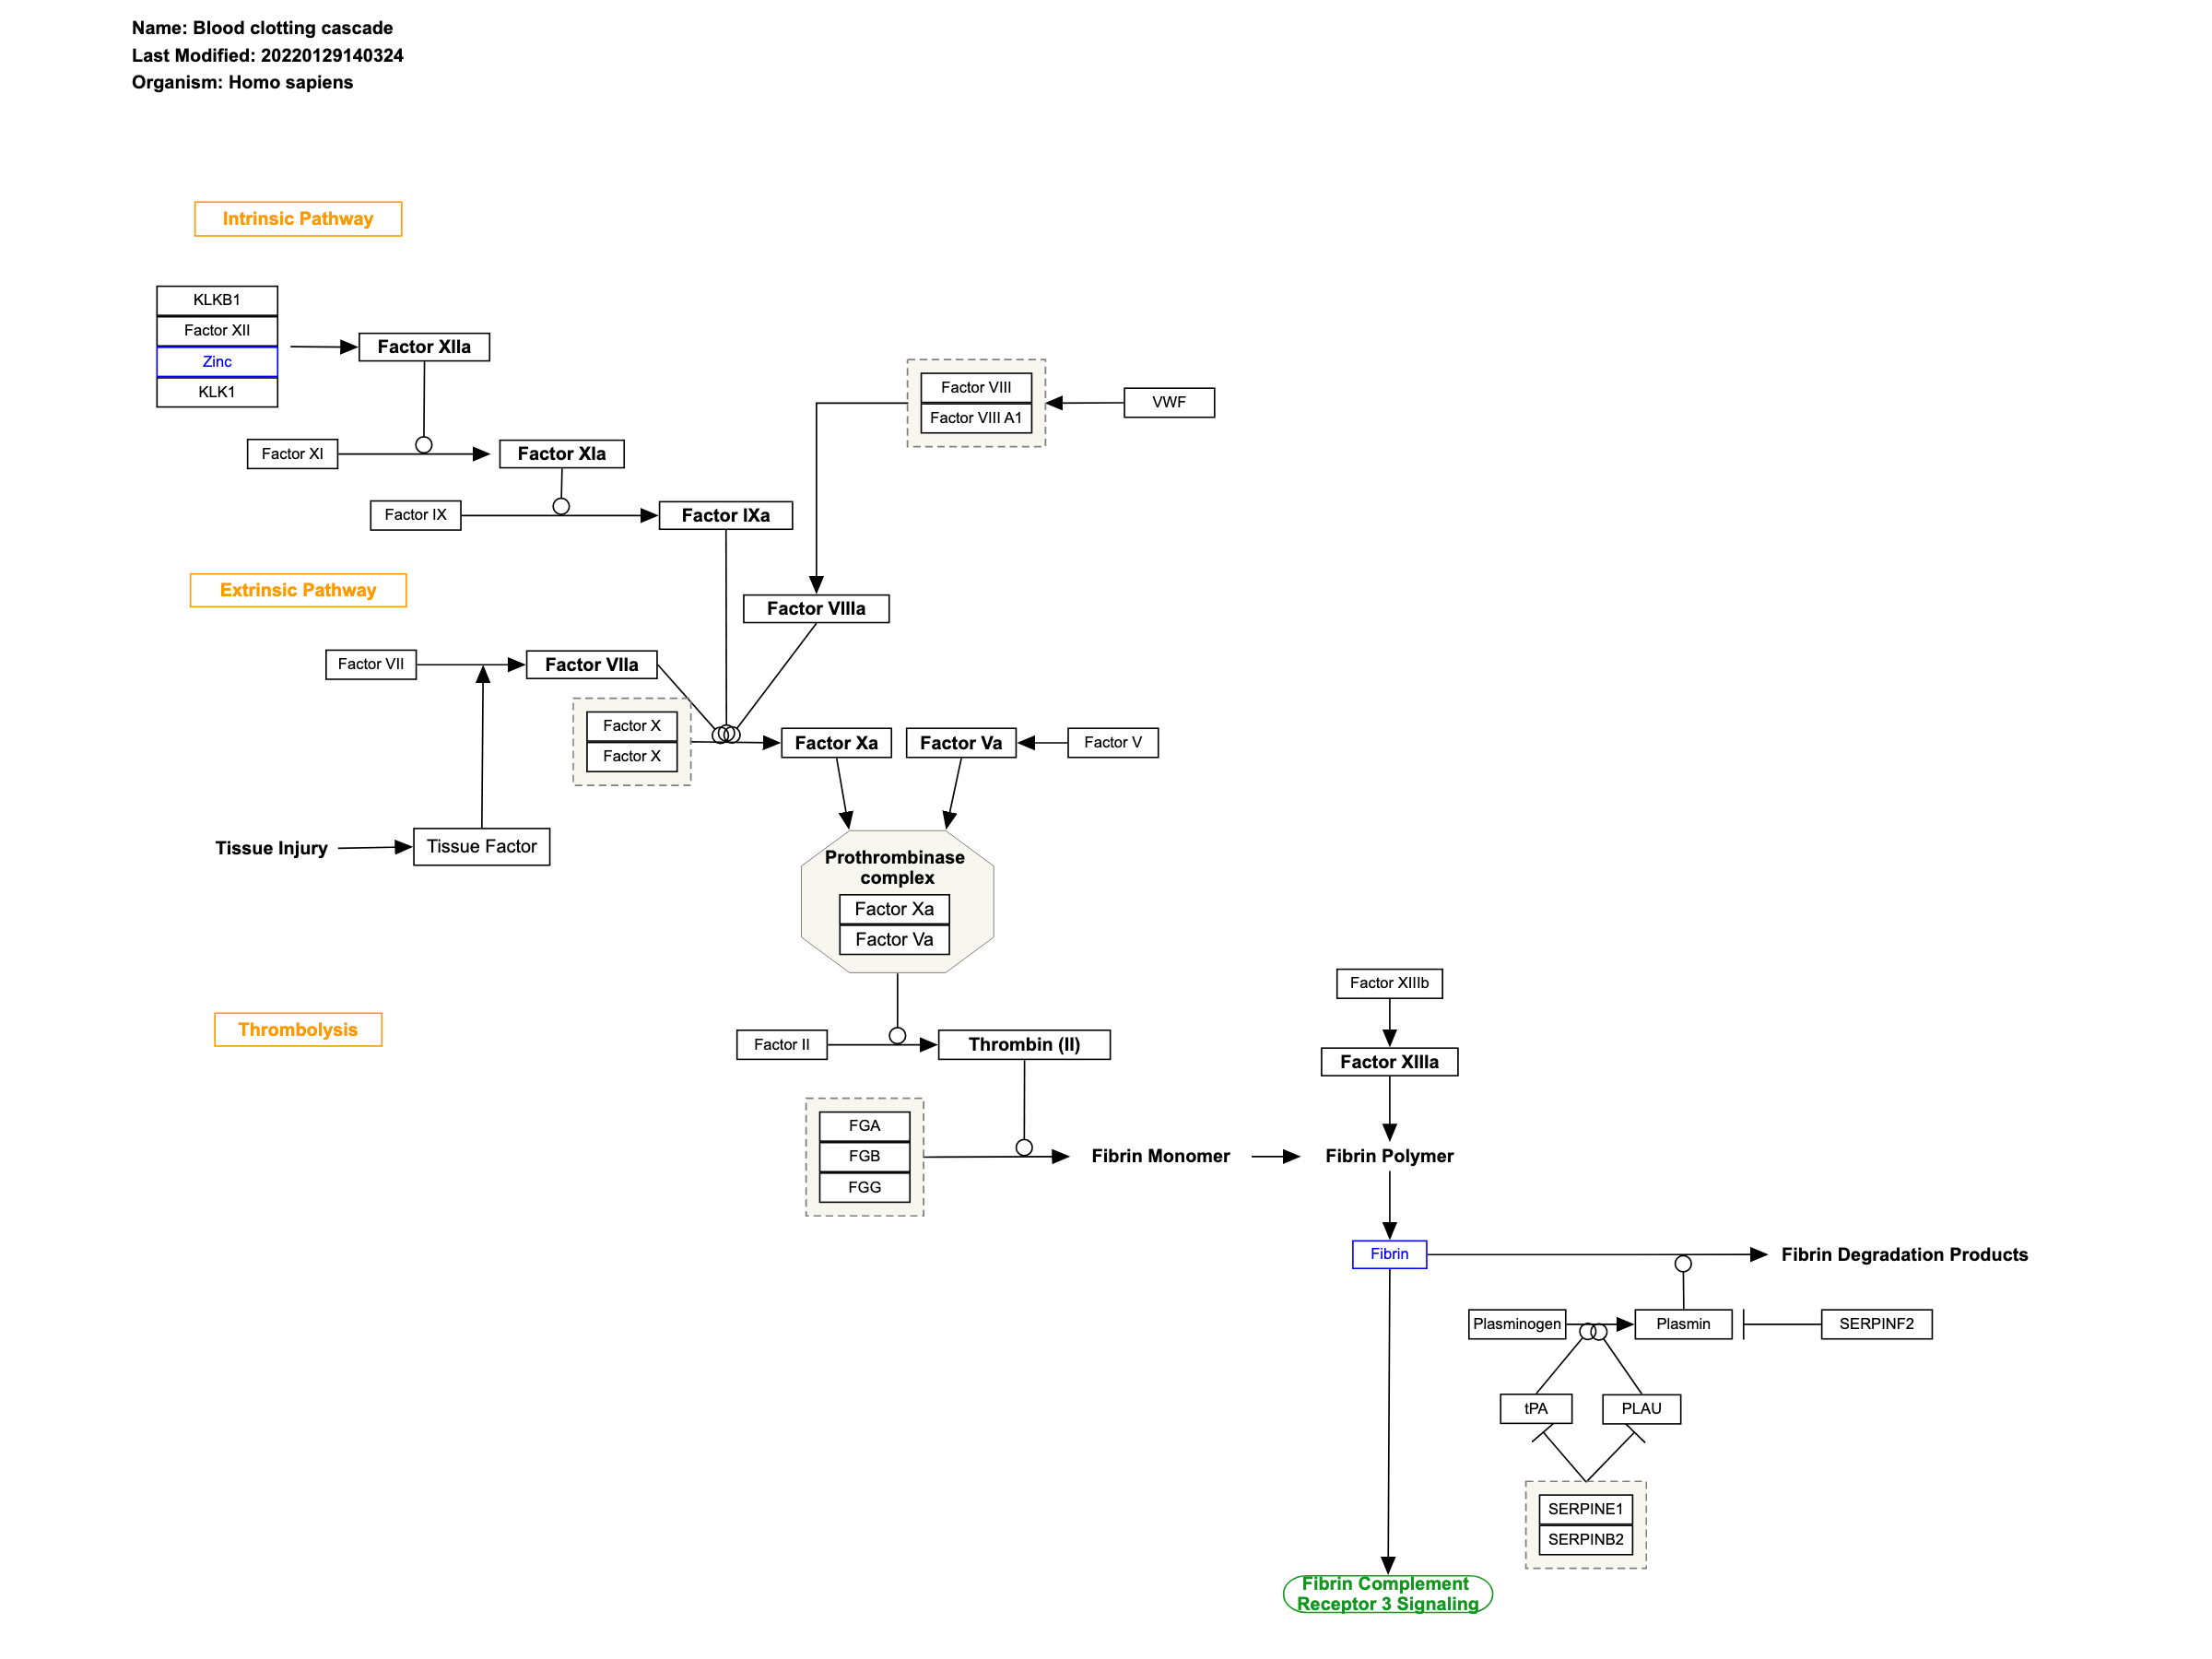 Name: Blood clotting cascade
Last Modified: 20220129140324
Organism: Homo sapiens
Intrinsic Pathway
KLKB1
Factor XII
Zinc
KLK1
Factor XIIa
Factor VIII
Factor VIII A1
VWF
Factor XI
Factor XIa
Factor IX
Factor IXa
Extrinsic Pathway
Factor VIIIa
Factor VII
Factor VIIa
Factor X
Factor X
Factor Xa
Factor Va
Factor V
Tissue Injury
Tissue Factor
Prothrombinase
complex
Factor Xa
Factor Va
Factor XIIIb
Thrombolysis
Factor II
Thrombin (II)
Factor XIIIa
FGA
FGB
FGG
Fibrin Monomer
Fibrin Polymer
Fibrin
Fibrin Degradation Products
Plasminogen
Plasmin
SERPINF2
tPA
PLAU
SERPINE1
SERPINB2
Fibrin Complement
Receptor 3 Signaling